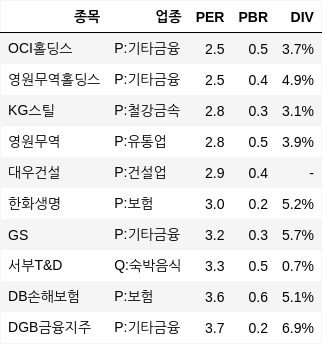 종목 업종 PER PBR DIV
OCI홀딩스 P:기타금융 2.5 0.5 3.7%
영원무역홀딩스 P:기타금융 2.5 0.4 4.9%
KG스틸 P:철강금속 2.8 0.3 3.1%
영원무역 P:유통업 2.8 0.5 3.9%
대우건설 P:건설업 2.9 0.4 -
한화생명 P:보험 3.0 0.2 5.2%
GS P:기타금융 3.2 0.3 5.7%
서부T&D Q:숙박음식 3.3 0.5 0.7%
DB손해보험 P:보험 3.6 0.6 5.1%
DGB금융지주 P:기타금융 3.7 0.2 6.9%